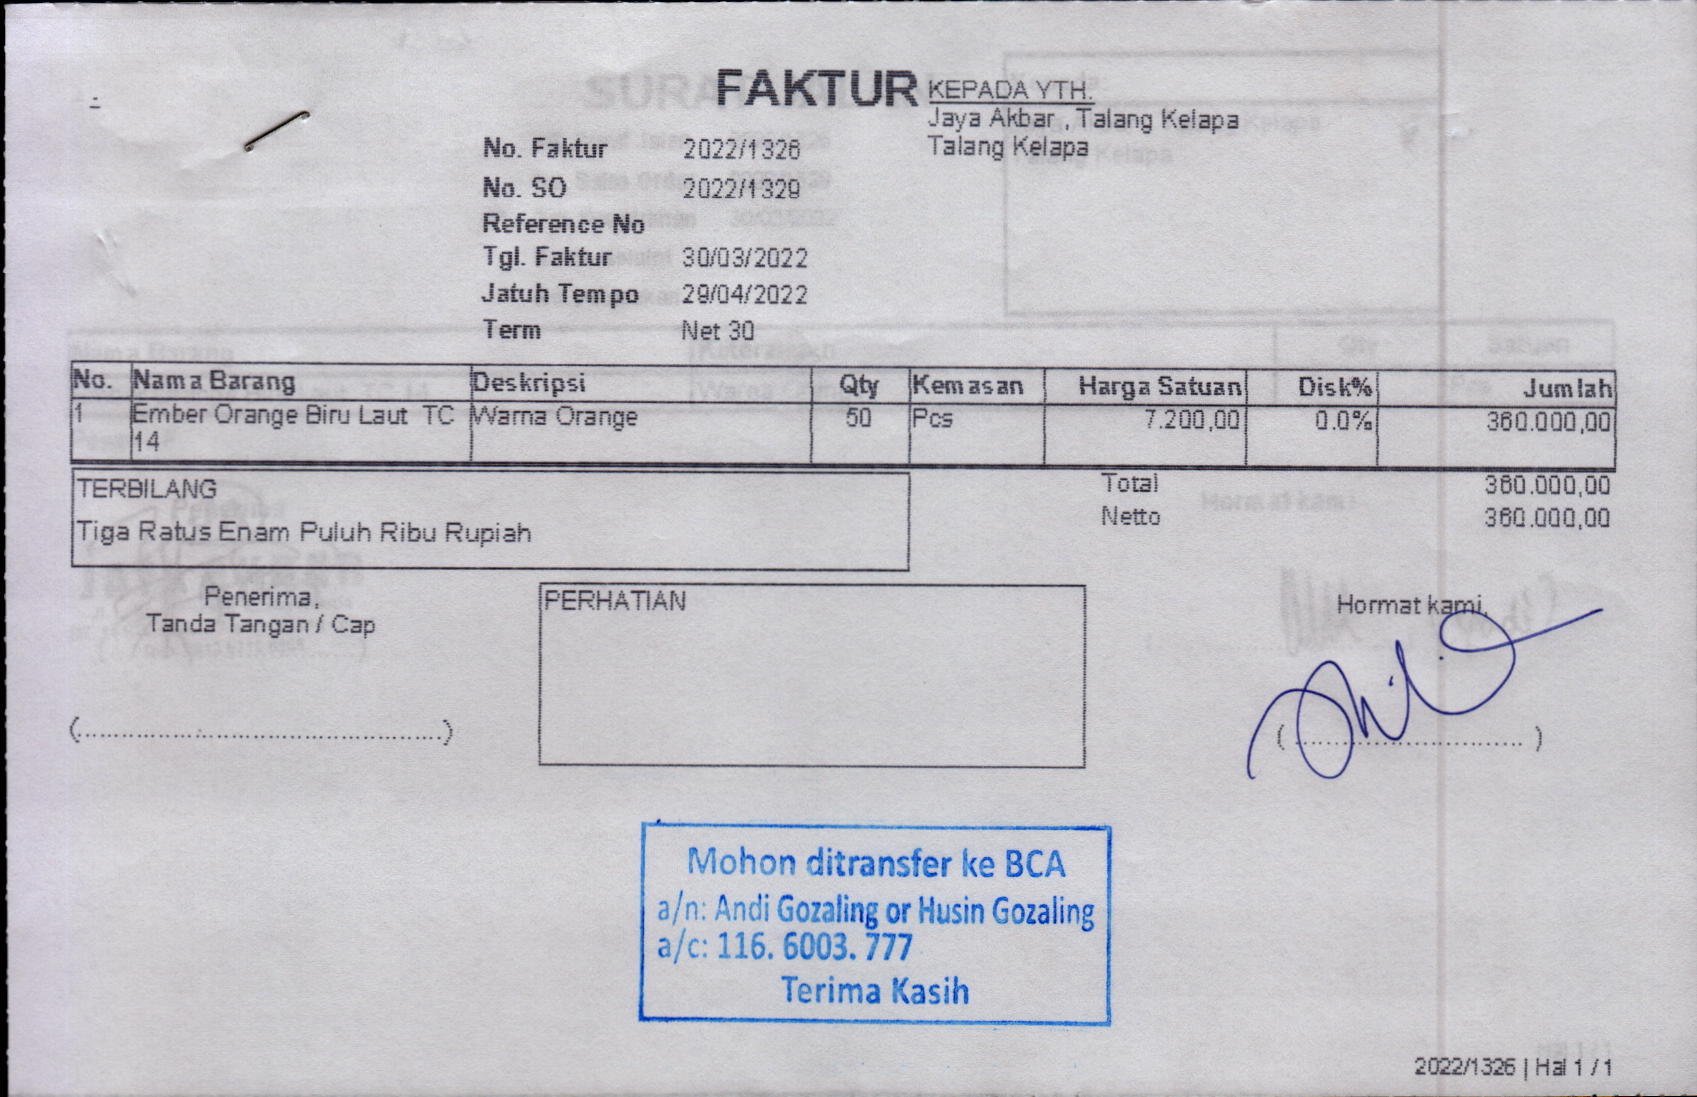 FAKTUR
KEPADA YTH.
Jaya Akbar , Talang Kelapa
Talang Kelapa
No. Faktur 2022/1326
No. SO 2022/1329
Reference No
Tgl. Faktur 30/03/2022
Jatuh Tempo 29/04/2022
Term Net 30
No. Nama Barang Deskripsi Qty Kemasan Harga Satuan Disk% Jumlah
1 Ember Orange Biru Laut TC Warna Orange 50 Pcs 7.200,00 0.0% 360.000,00
14
TERBILANG
Tiga Ratus Enam Puluh Ribu Rupiah
Total 360.000,00
Netto 360.000,00
Penerima,
Tanda Tangan / Cap
PERHATIAN
Hormat kami,
(................................................)
(.............................. )
Mohon ditransfer ke BCA
a/n: Andi Gozaling or Husin Gozaling
a/c: 116. 6003. 777
Terima Kasih
2022/1326 | Hal 1 / 1